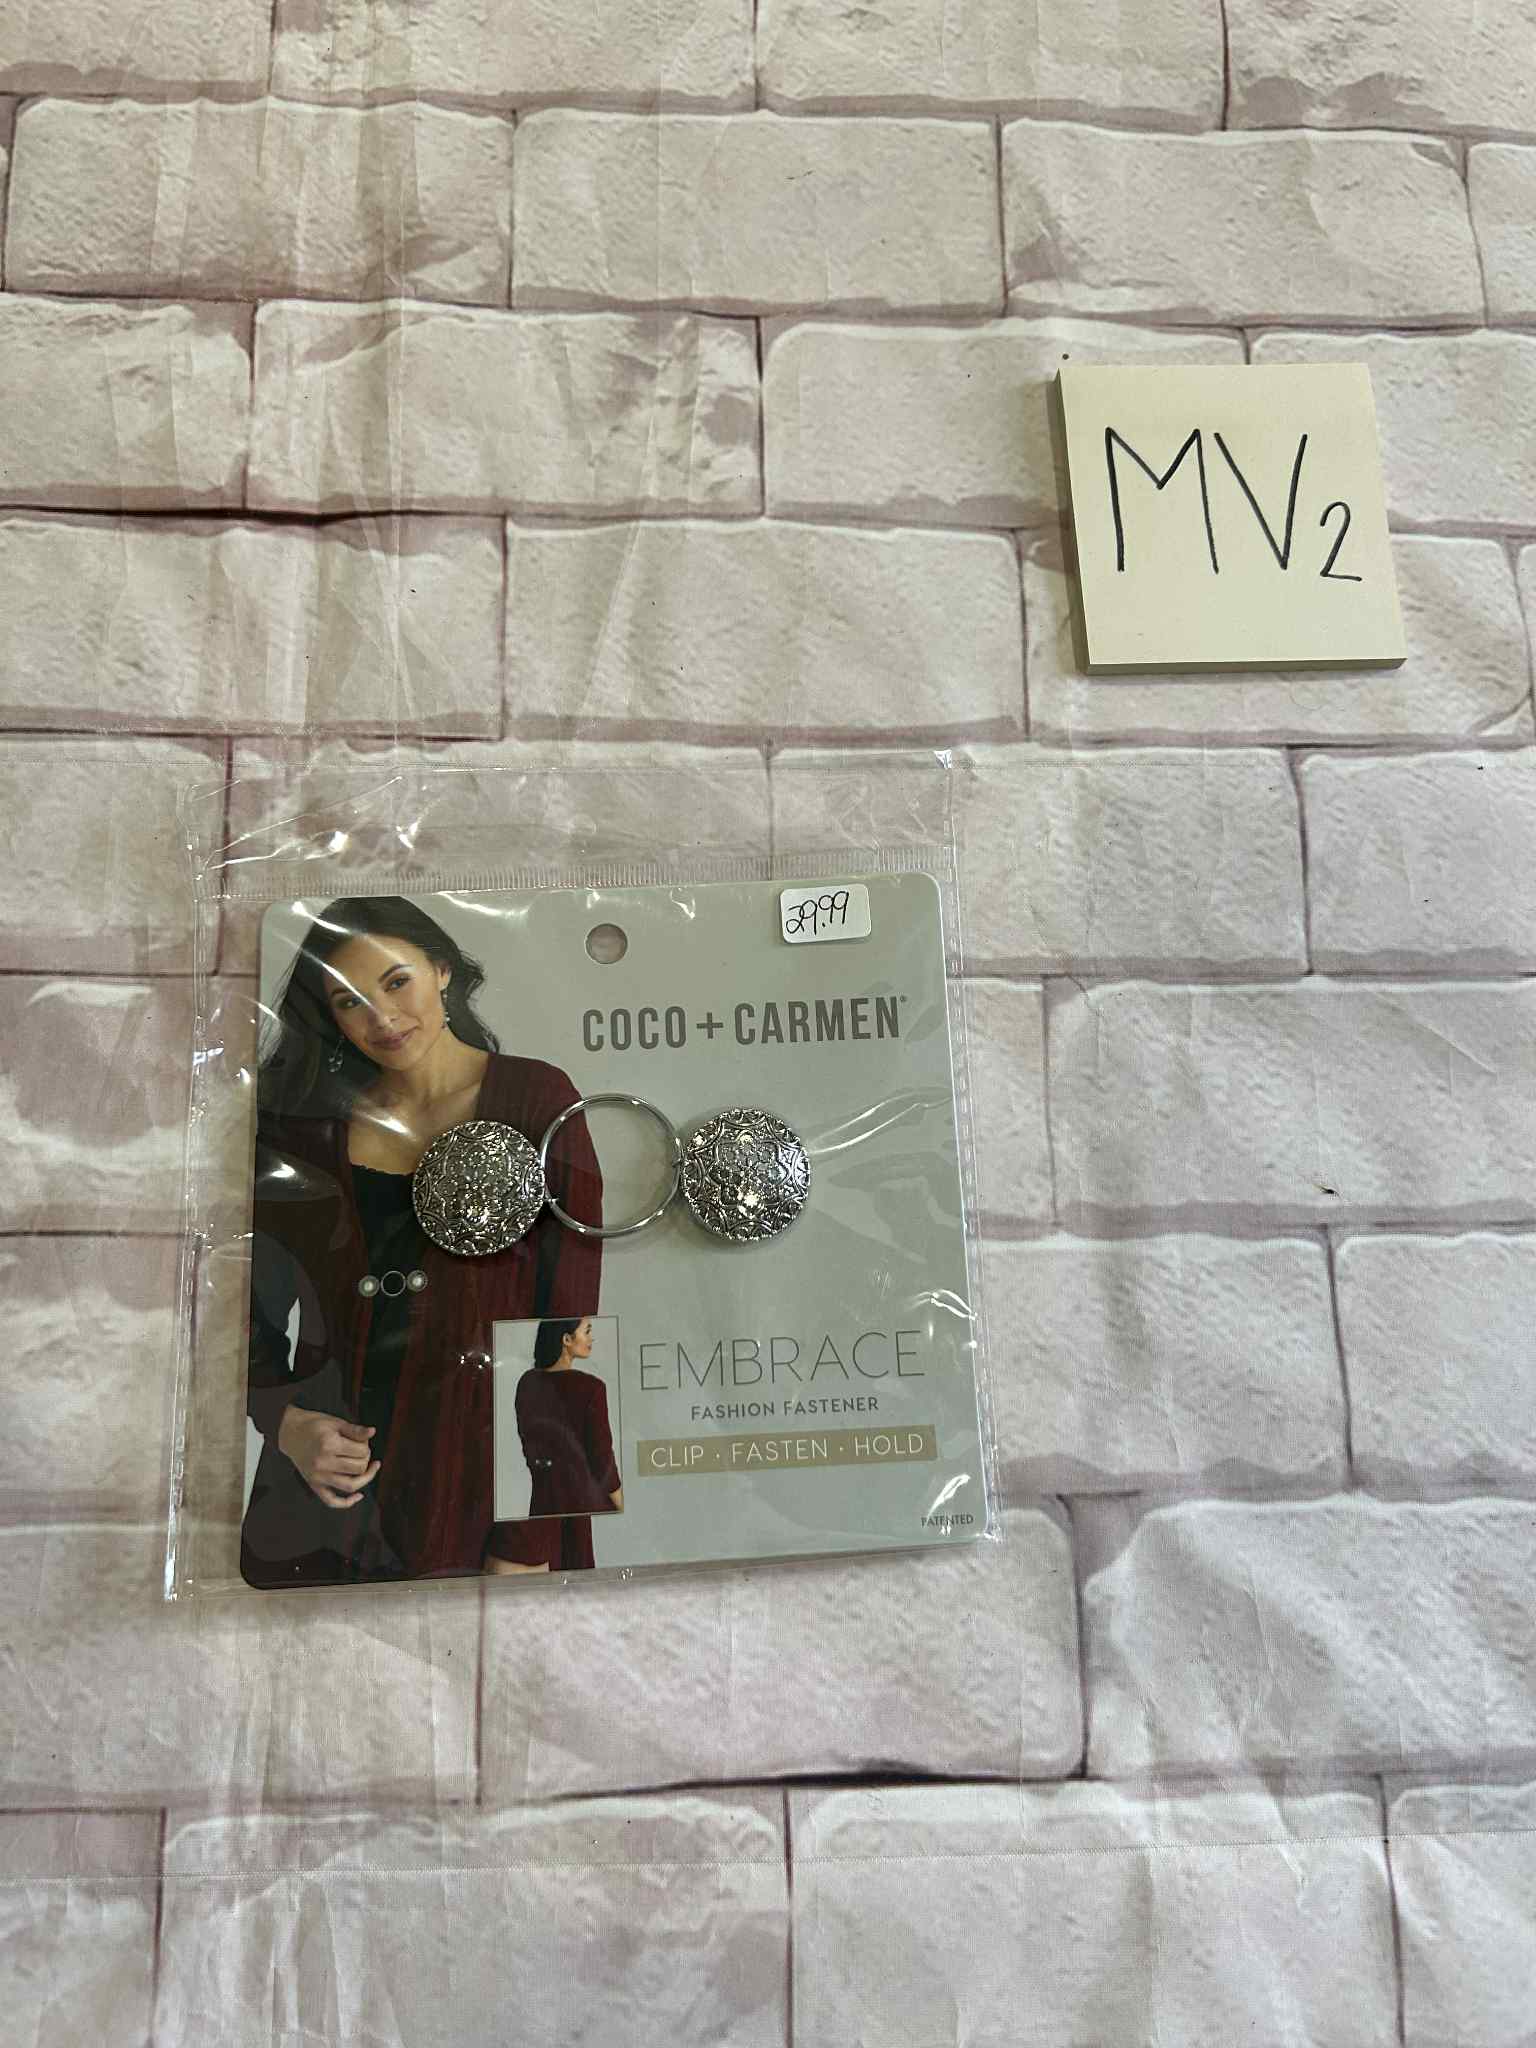 MV2
29.99
COCO + CARMEN®
EMBRACE
FASHION FASTENER
CLIP · FASTEN · HOLD
PATENTED